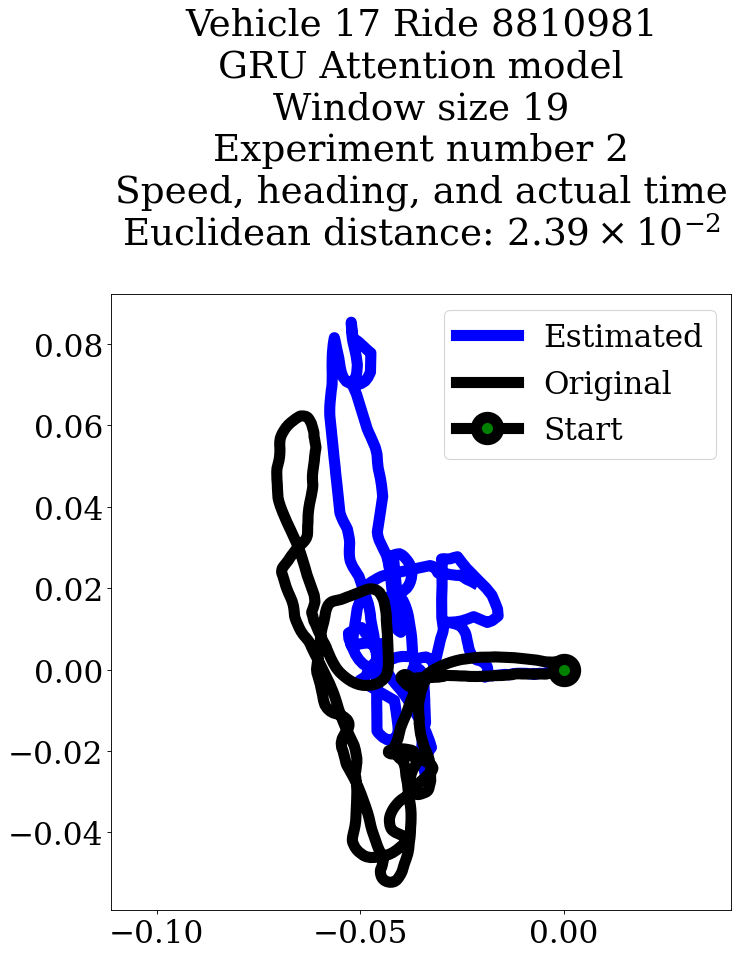 Vehicle 17 Ride 8810981
GRU Attention model
Window size 19
Experiment number 2
Speed, heading, and actual time
Euclidean distance: 2.39 × 10⁻²
Estimated
Original
Start
0.08
0.06
0.04
0.02
0.00
−0.02
−0.04
−0.10
−0.05
0.00